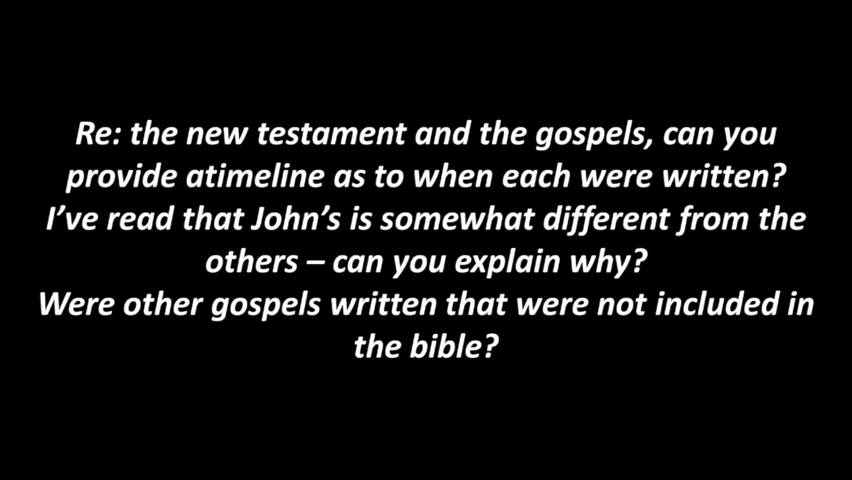 Re: the new testament and the gospels, can you
provide atimeline as to when each were written?
I’ve read that John’s is somewhat different from the
others – can you explain why?
Were other gospels written that were not included in
the bible?